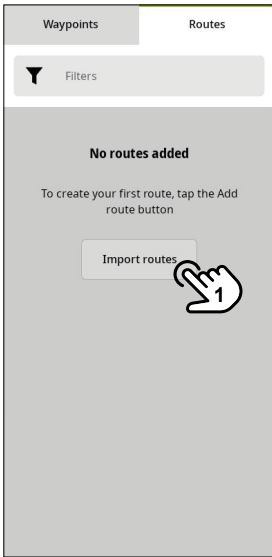 Waypoints
Routes
Filters
No routes added
To create your first route, tap the Add
route button
Import routes
1